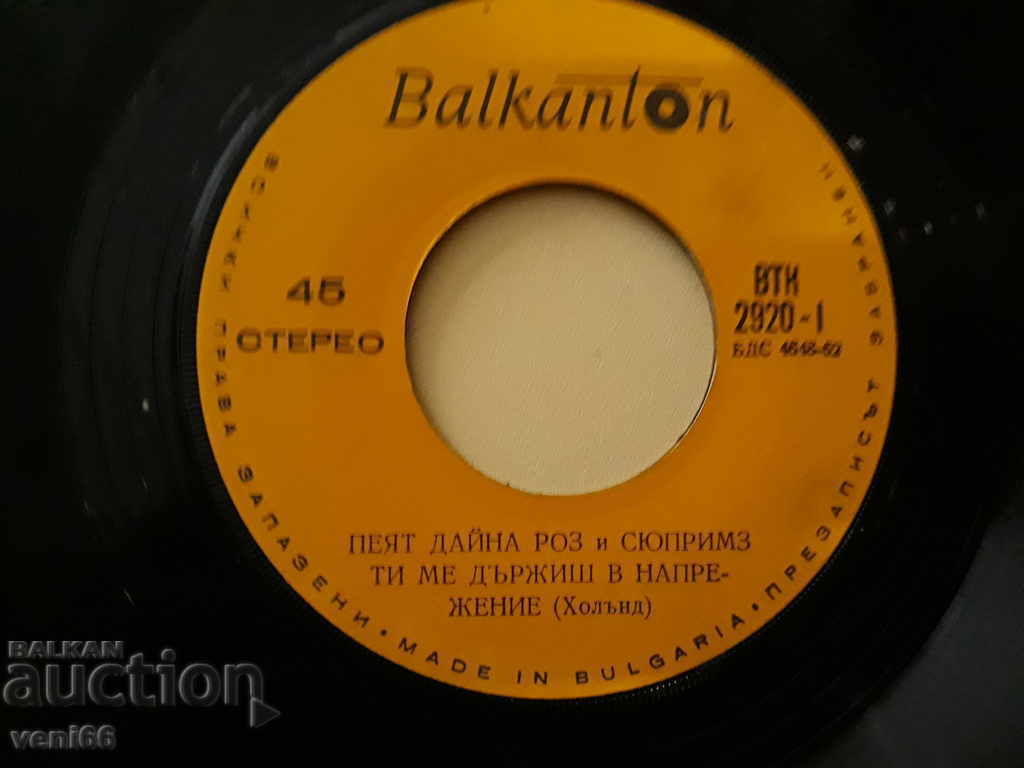 Balkanton
45
СТЕРЕО
ВТК
2920-1
БДС 4648-62
ПЕЯТ ДАЙНА РОЗ и СЮПРИМЗ
ТИ МЕ ДЪРЖИШ В НАПРЕ-
ЖЕНИЕ (Холънд)
ВСИЧКИ ПРАВА ЗАПАЗЕНИ • MADE IN BULGARIA • ПРЕЗАПИСЪТ ЗАБРАНЕН
BALKAN
auction
veni66